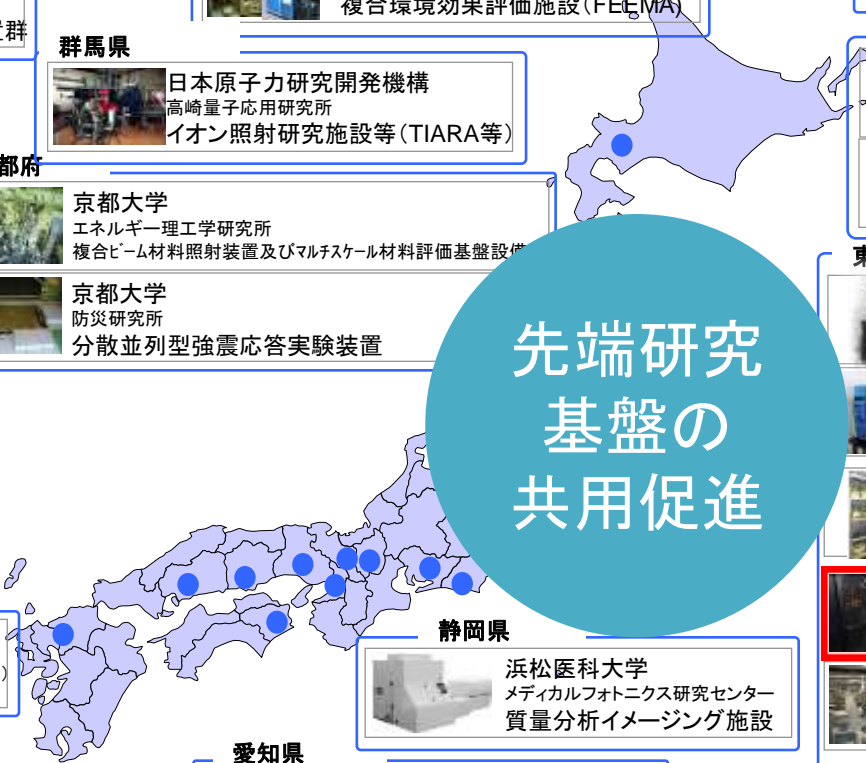 複合環境効果評価施設(FEEMA)
群
群馬県
日本原子力研究開発機構
高崎量子応用研究所
イオン照射研究施設等(TIARA等)
都府
京都大学
エネルギー理工学研究所
複合ビーム材料照射装置及びマルチスケール材料評価基盤設備
京都大学
防災研究所
分散並列型強震応答実験装置
先端研究
基盤の
共用促進
静岡県
浜松医科大学
メディカルフォトニクス研究センター
質量分析イメージング施設
愛知県